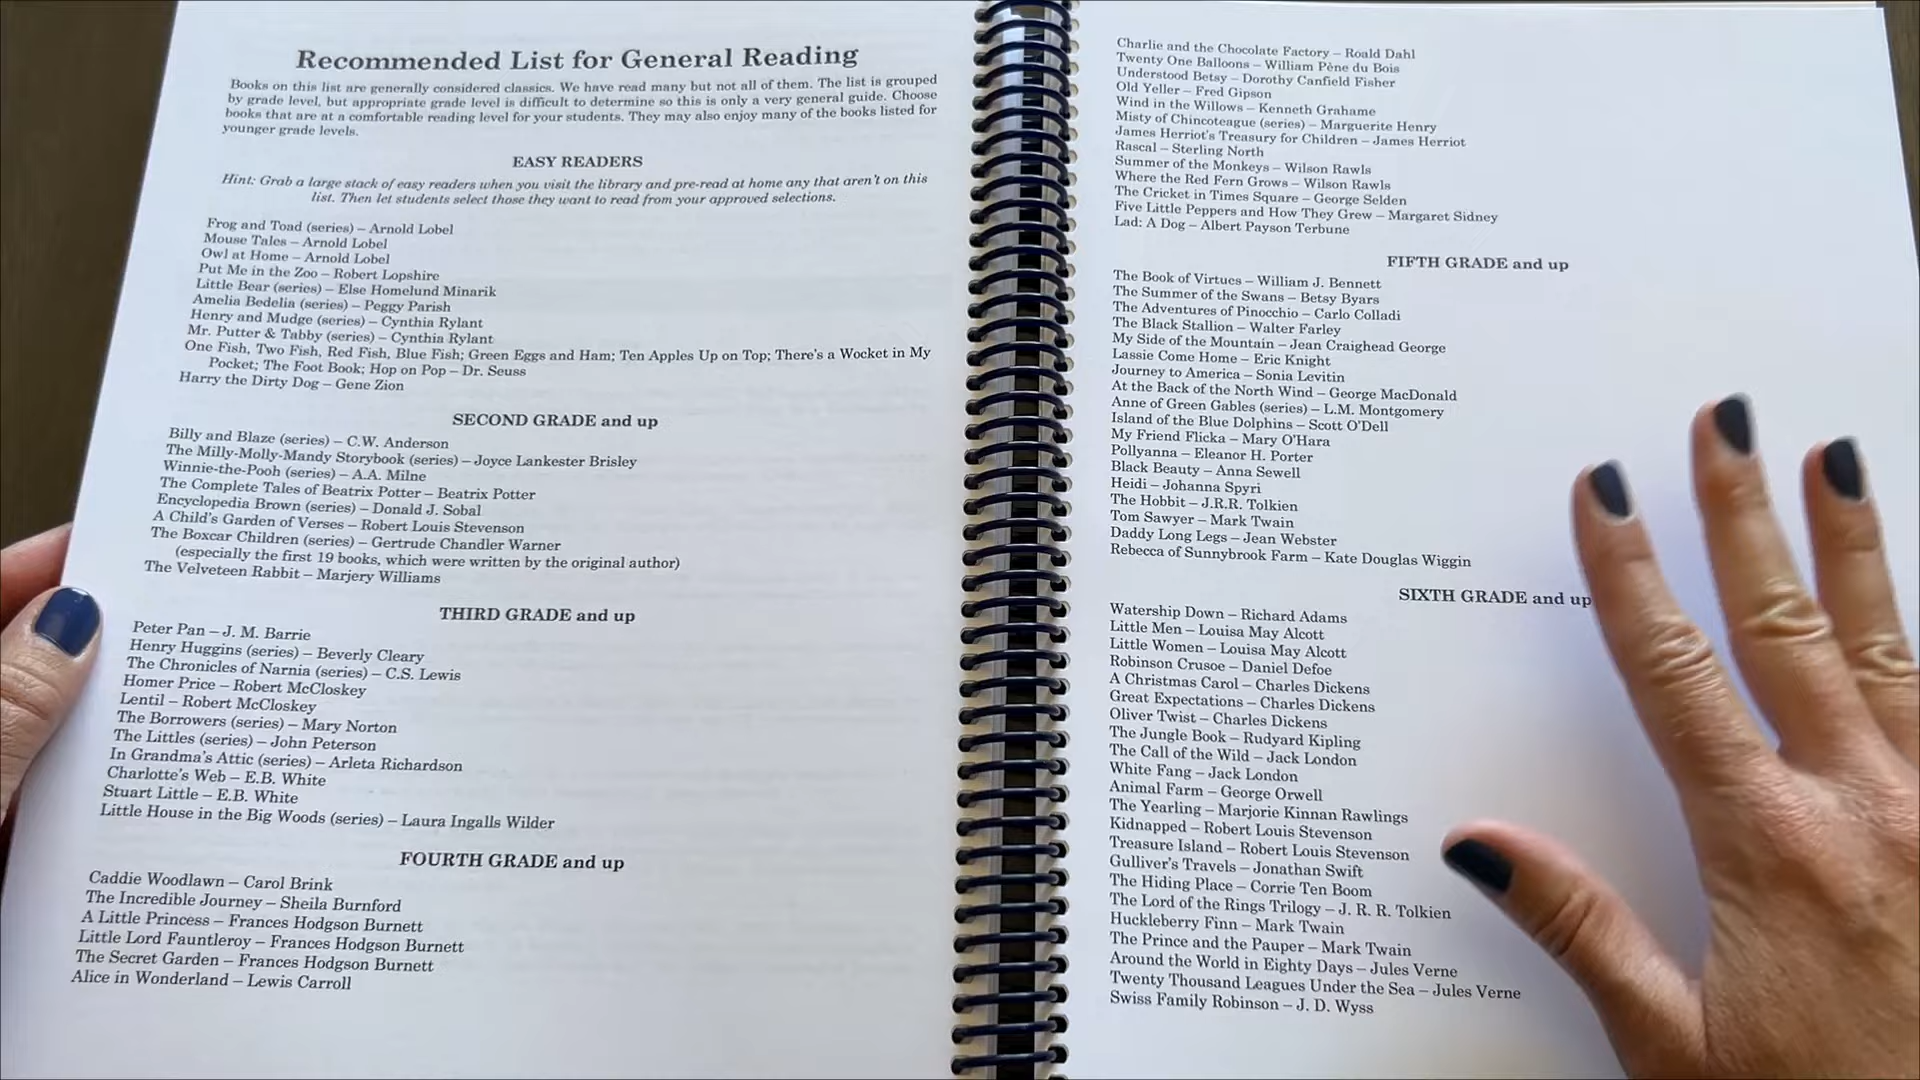 Recommended List for General Reading
Books on this list are generally considered classics. We have read many but not all of them. The list is grouped
by grade level, but appropriate grade level is difficult to determine so this is only a very general guide. Choose
books that are at a comfortable reading level for your students. They may also enjoy many of the books listed for
younger grade levels.
EASY READERS
Hint: Grab a large stack of easy readers when you visit the library and pre-read at home any that aren't on this
list. Then let students select those they want to read from your approved selections.
Frog and Toad (series) – Arnold Lobel
Mouse Tales – Arnold Lobel
Owl at Home – Arnold Lobel
Put Me in the Zoo – Robert Lopshire
Little Bear (series) – Else Homelund Minarik
Amelia Bedelia (series) – Peggy Parish
Henry and Mudge (series) – Cynthia Rylant
Mr. Putter & Tabby (series) – Cynthia Rylant
One Fish, Two Fish, Red Fish, Blue Fish; Green Eggs and Ham; Ten Apples Up on Top; There's a Wocket in My
Pocket; The Foot Book; Hop on Pop – Dr. Seuss
Harry the Dirty Dog – Gene Zion
SECOND GRADE and up
Billy and Blaze (series) – C.W. Anderson
The Milly-Molly-Mandy Storybook (series) – Joyce Lankester Brisley
Winnie-the-Pooh (series) – A.A. Milne
The Complete Tales of Beatrix Potter – Beatrix Potter
Encyclopedia Brown (series) – Donald J. Sobal
A Child's Garden of Verses – Robert Louis Stevenson
The Boxcar Children (series) – Gertrude Chandler Warner
(especially the first 19 books, which were written by the original author)
The Velveteen Rabbit – Marjery Williams
THIRD GRADE and up
Peter Pan – J. M. Barrie
Henry Huggins (series) – Beverly Cleary
The Chronicles of Narnia (series) – C.S. Lewis
Homer Price – Robert McCloskey
Lentil – Robert McCloskey
The Borrowers (series) – Mary Norton
The Littles (series) – John Peterson
In Grandma's Attic (series) – Arleta Richardson
Charlotte's Web – E.B. White
Stuart Little – E.B. White
Little House in the Big Woods (series) – Laura Ingalls Wilder
FOURTH GRADE and up
Caddie Woodlawn – Carol Brink
The Incredible Journey – Sheila Burnford
A Little Princess – Frances Hodgson Burnett
Little Lord Fauntleroy – Frances Hodgson Burnett
The Secret Garden – Frances Hodgson Burnett
Alice in Wonderland – Lewis Carroll
Charlie and the Chocolate Factory – Roald Dahl
Twenty One Balloons – William Pène du Bois
Understood Betsy – Dorothy Canfield Fisher
Old Yeller – Fred Gipson
Wind in the Willows – Kenneth Grahame
Misty of Chincoteague (series) – Marguerite Henry
James Herriot's Treasury for Children – James Herriot
Rascal – Sterling North
Summer of the Monkeys – Wilson Rawls
Where the Red Fern Grows – Wilson Rawls
The Cricket in Times Square – George Selden
Five Little Peppers and How They Grew – Margaret Sidney
Lad: A Dog – Albert Payson Terbune
FIFTH GRADE and up
The Book of Virtues – William J. Bennett
The Summer of the Swans – Betsy Byars
The Adventures of Pinocchio – Carlo Colladi
The Black Stallion – Walter Farley
My Side of the Mountain – Jean Craighead George
Lassie Come Home – Eric Knight
Journey to America – Sonia Levitin
At the Back of the North Wind – George MacDonald
Anne of Green Gables (series) – L.M. Montgomery
Island of the Blue Dolphins – Scott O'Dell
My Friend Flicka – Mary O'Hara
Pollyanna – Eleanor H. Porter
Black Beauty – Anna Sewell
Heidi – Johanna Spyri
The Hobbit – J.R.R. Tolkien
Tom Sawyer – Mark Twain
Daddy Long Legs – Jean Webster
Rebecca of Sunnybrook Farm – Kate Douglas Wiggin
SIXTH GRADE and up
Watership Down – Richard Adams
Little Men – Louisa May Alcott
Little Women – Louisa May Alcott
Robinson Crusoe – Daniel Defoe
A Christmas Carol – Charles Dickens
Great Expectations – Charles Dickens
Oliver Twist – Charles Dickens
The Jungle Book – Rudyard Kipling
The Call of the Wild – Jack London
White Fang – Jack London
Animal Farm – George Orwell
The Yearling – Marjorie Kinnan Rawlings
Kidnapped – Robert Louis Stevenson
Treasure Island – Robert Louis Stevenson
Gulliver's Travels – Jonathan Swift
The Hiding Place – Corrie Ten Boom
The Lord of the Rings Trilogy – J. R. R. Tolkien
Huckleberry Finn – Mark Twain
The Prince and the Pauper – Mark Twain
Around the World in Eighty Days – Jules Verne
Twenty Thousand Leagues Under the Sea – Jules Verne
Swiss Family Robinson – J. D. Wyss